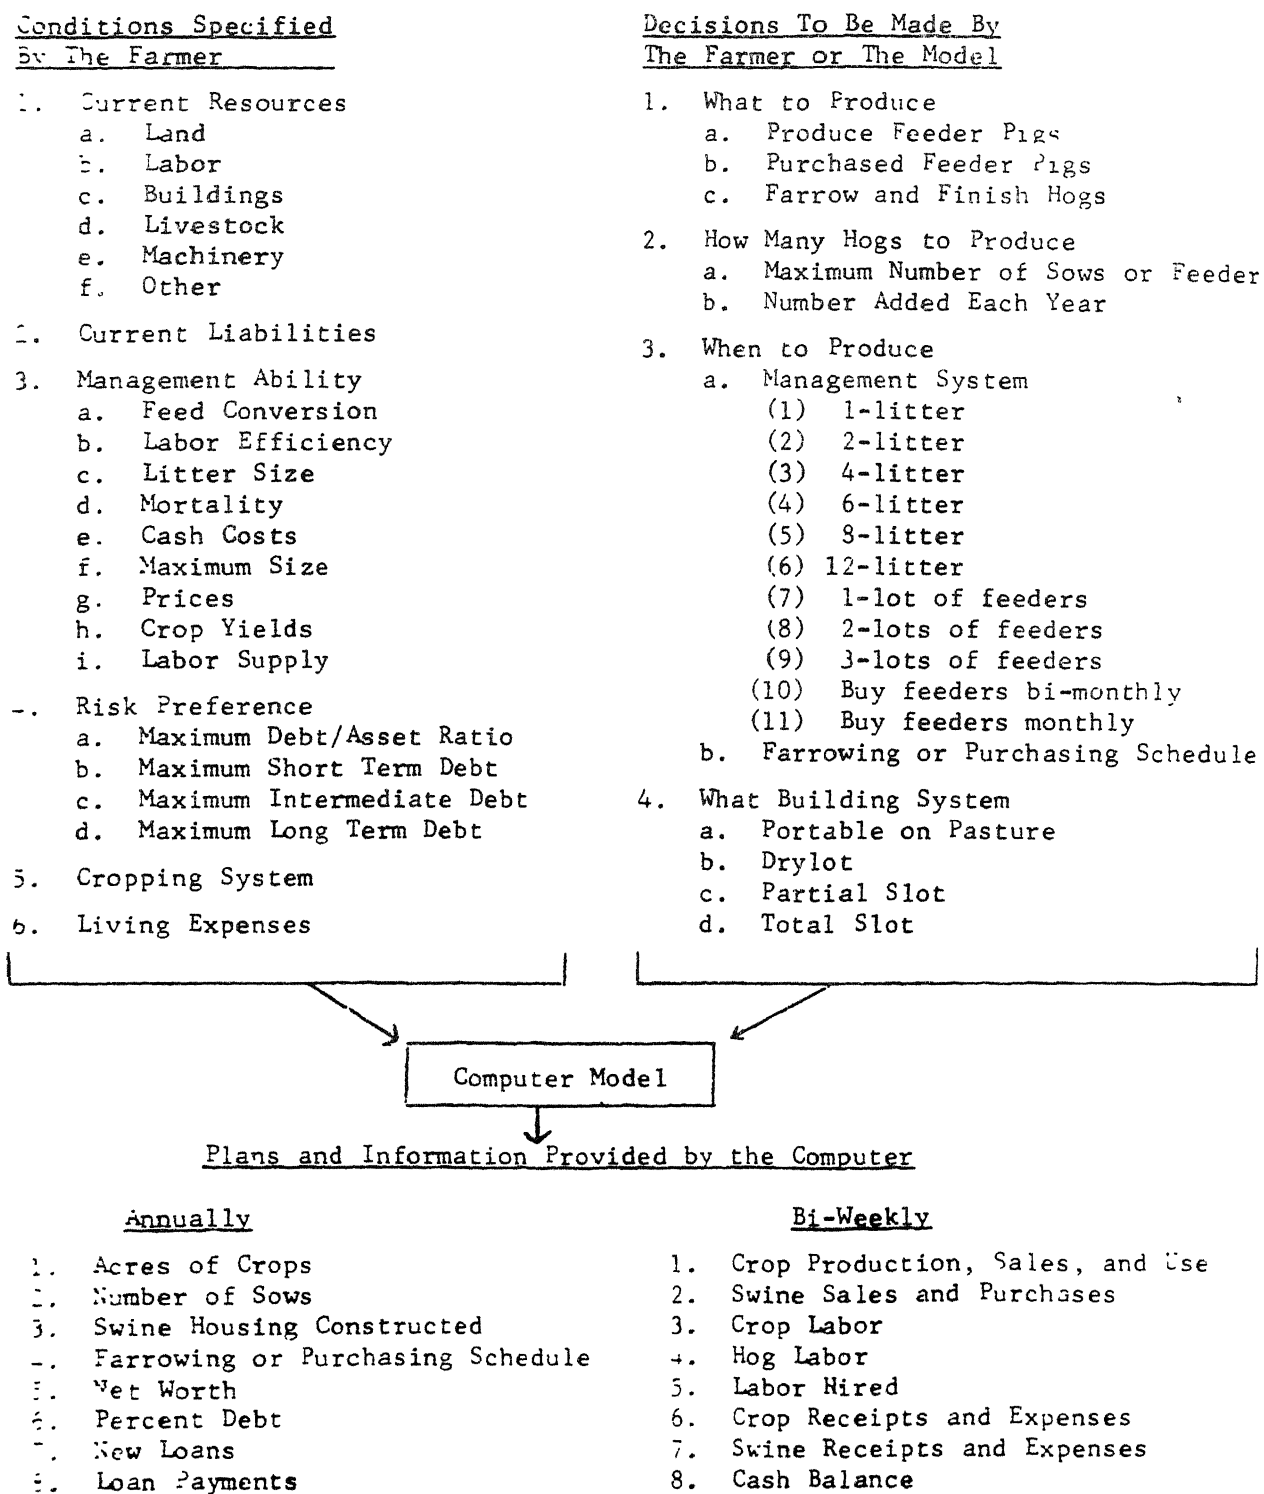 Conditions Specified
By The Farmer
1. Current Resources
a. Land
b. Labor
c. Buildings
d. Livestock
e. Machinery
f. Other
2. Current Liabilities
3. Management Ability
a. Feed Conversion
b. Labor Efficiency
c. Litter Size
d. Mortality
e. Cash Costs
f. Maximum Size
g. Prices
h. Crop Yields
i. Labor Supply
4. Risk Preference
a. Maximum Debt/Asset Ratio
b. Maximum Short Term Debt
c. Maximum Intermediate Debt
d. Maximum Long Term Debt
5. Cropping System
6. Living Expenses
Decisions To Be Made By
The Farmer or The Model
1. What to Produce
a. Produce Feeder Pigs
b. Purchased Feeder Pigs
c. Farrow and Finish Hogs
2. How Many Hogs to Produce
a. Maximum Number of Sows or Feeder
b. Number Added Each Year
3. When to Produce
a. Management System
(1) 1-litter
(2) 2-litter
(3) 4-litter
(4) 6-litter
(5) 8-litter
(6) 12-litter
(7) 1-lot of feeders
(8) 2-lots of feeders
(9) 3-lots of feeders
(10) Buy feeders bi-monthly
(11) Buy feeders monthly
b. Farrowing or Purchasing Schedule
4. What Building System
a. Portable on Pasture
b. Drylot
c. Partial Slot
d. Total Slot
Computer Model
Plans and Information Provided by the Computer
Annually
1. Acres of Crops
2. Number of Sows
3. Swine Housing Constructed
4. Farrowing or Purchasing Schedule
5. Net Worth
6. Percent Debt
7. New Loans
8. Loan Payments
Bi-Weekly
1. Crop Production, Sales, and Use
2. Swine Sales and Purchases
3. Crop Labor
4. Hog Labor
5. Labor Hired
6. Crop Receipts and Expenses
7. Swine Receipts and Expenses
8. Cash Balance